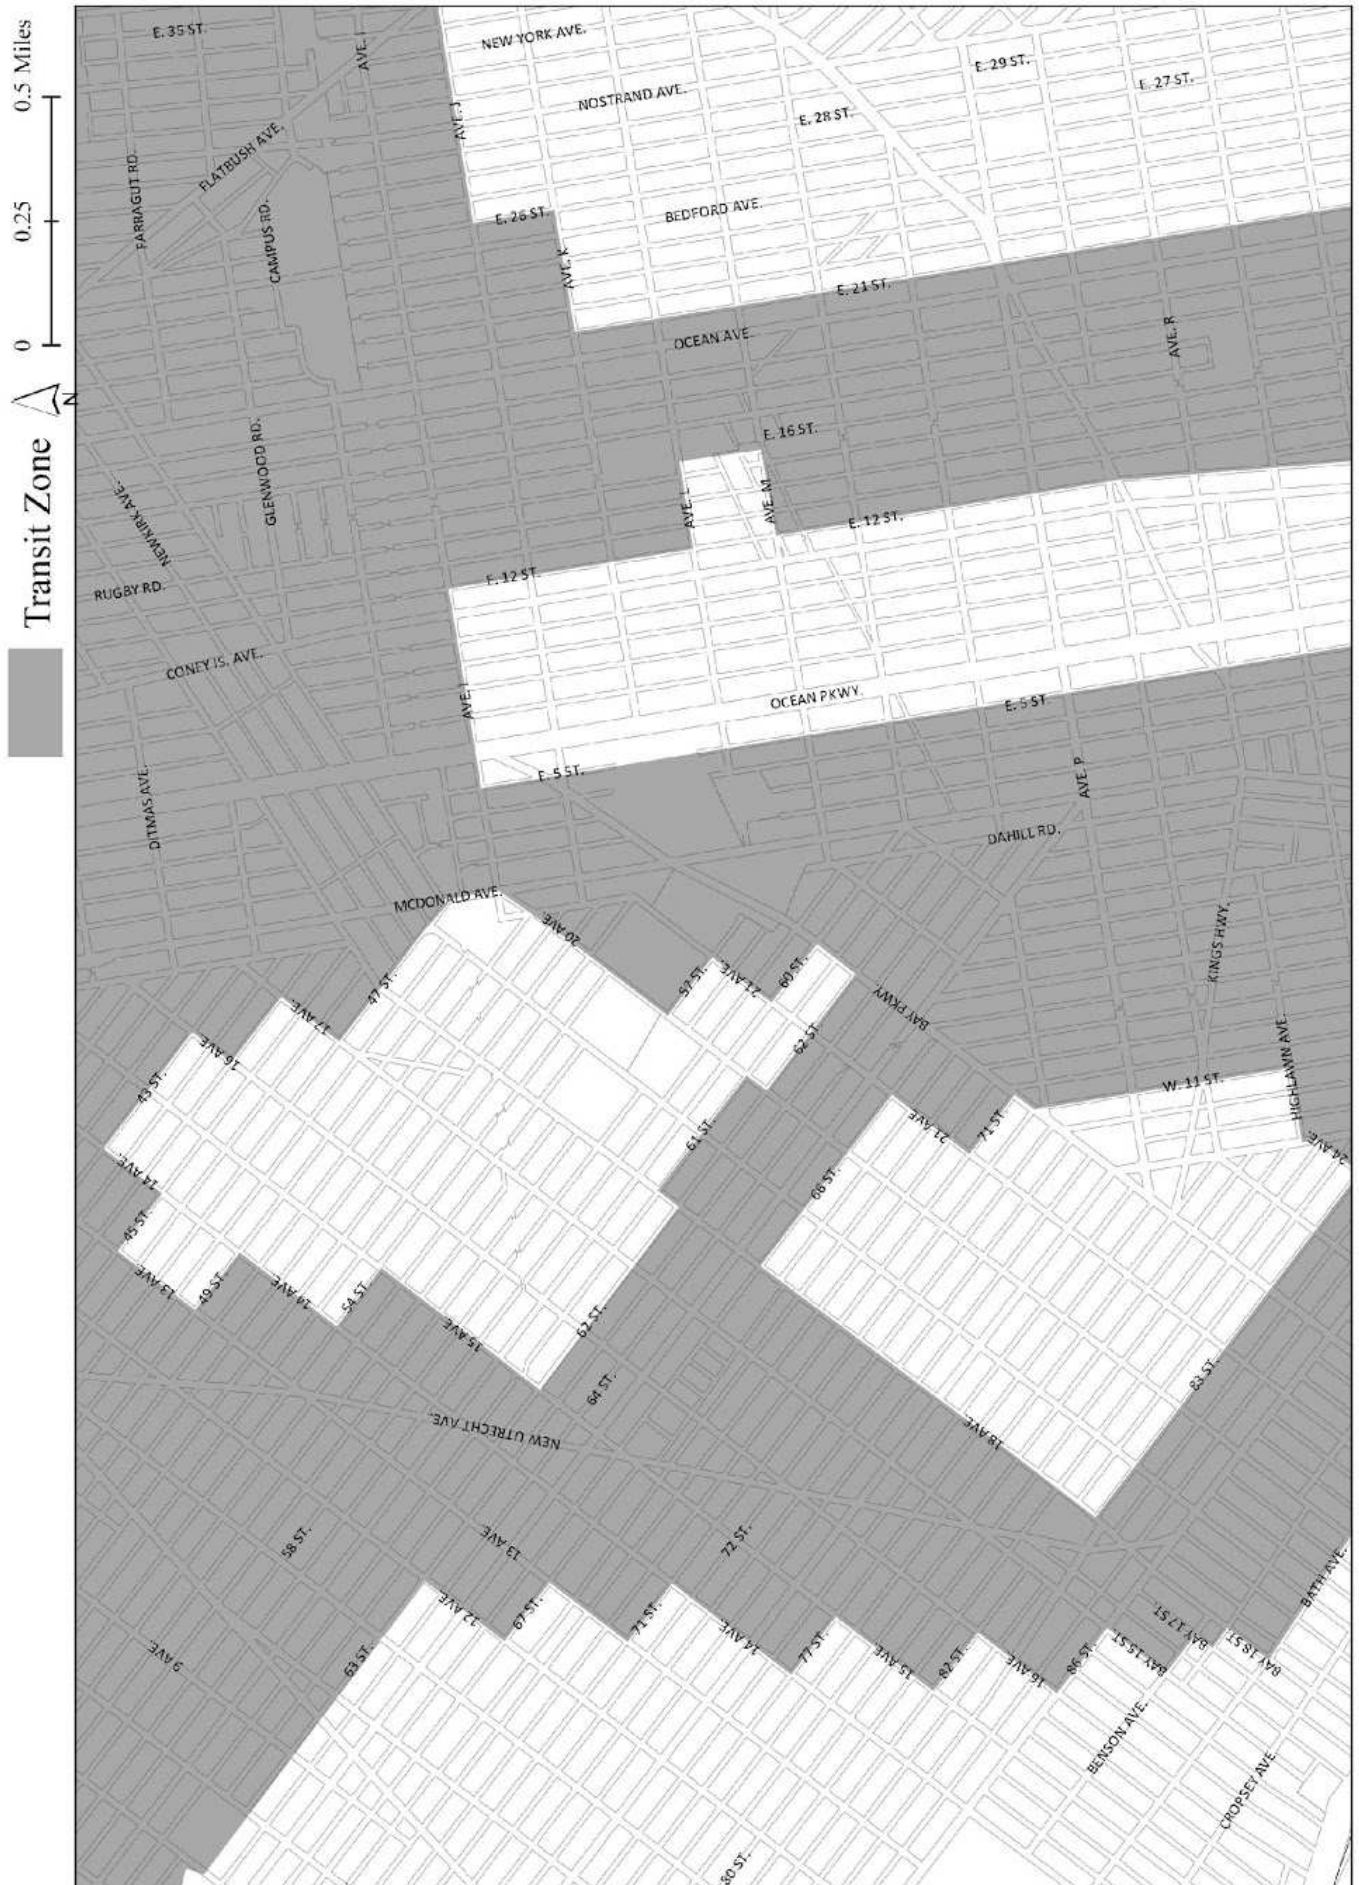 0.5 Miles
0.25
0
N
Transit Zone
E. 35 ST.
AVE. I
NEW YORK AVE.
E. 29 ST.
E. 27 ST.
NOSTRAND AVE.
E. 28 ST.
AVE. J
FLATBUSH AVE.
FARRAGUT RD.
CAMPUS RD.
E. 26 ST.
BEDFORD AVE.
AVE. K
E. 21 ST.
OCEAN AVE.
AVE. R
E. 16 ST.
GLENWOOD RD.
NEWKIRK AVE.
AVE. L
AVE. M
E. 12 ST.
E. 12 ST.
RUGBY RD.
CONEY IS. AVE.
AVE. I
OCEAN PKWY.
E. 5 ST.
E. 5 ST.
AVE. P
DITMAS AVE.
DAHILL RD.
MCDONALD AVE.
20 AVE.
KINGS HWY.
47 ST.
57 ST.
21 AVE.
60 ST.
BAY PKWY.
17 AVE.
16 AVE.
62 ST.
43 ST.
W. 11 ST.
HIGHLAWN AVE.
21 AVE.
71 ST.
61 ST.
24 AVE.
14 AVE.
66 ST.
45 ST.
13 AVE.
49 ST.
14 AVE.
54 ST.
15 AVE.
62 ST.
83 ST.
64 ST.
NEW UTRECHT AVE.
18 AVE.
58 ST.
13 AVE.
72 ST.
BATH AVE.
12 AVE.
67 ST.
71 ST.
14 AVE.
77 ST.
15 AVE.
82 ST.
16 AVE.
86 ST.
BAY 15 ST.
BAY 17 ST.
BAY 18 ST.
9 AVE.
63 ST.
BENSON AVE.
CROPSEY AVE.
80 ST.